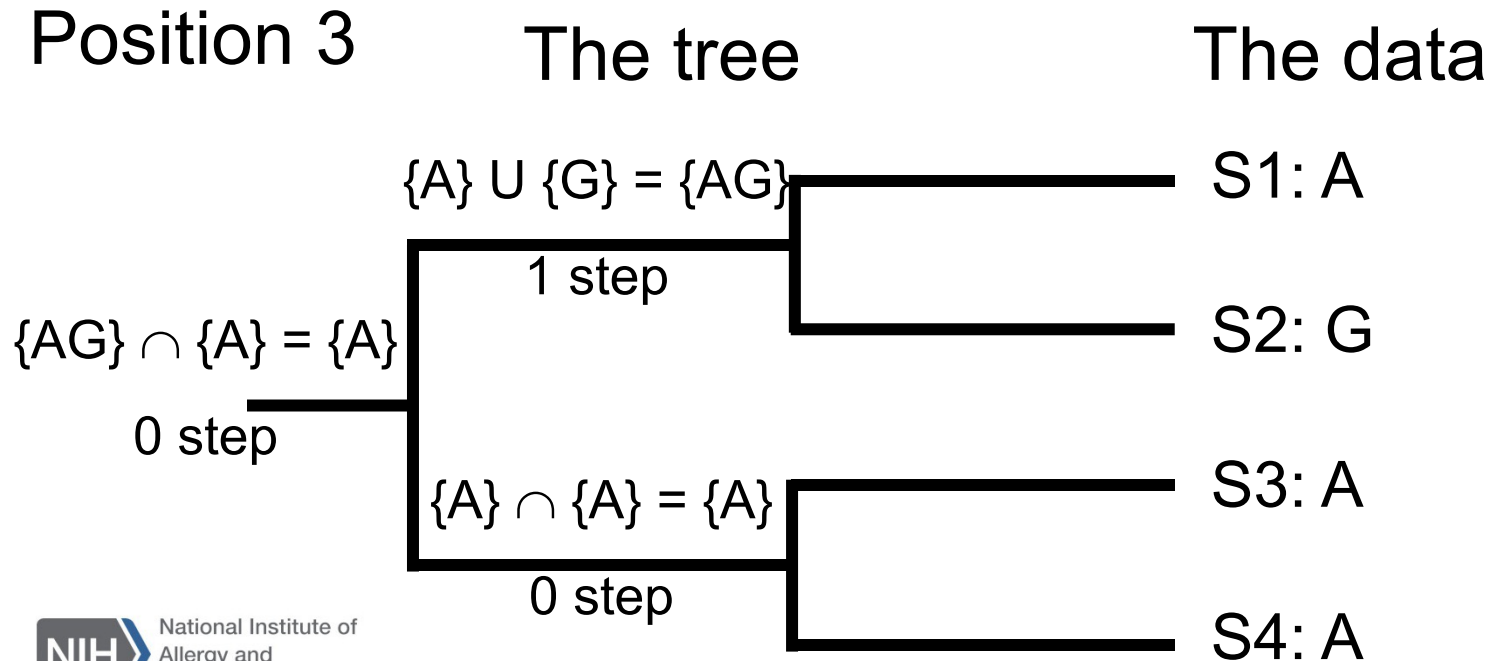 Position 3
The tree
The data
{A} U {G} = {AG}
S1: A
1 step
S2: G
{AG} ∩ {A} = {A}
0 step
{A} ∩ {A} = {A}
S3: A
0 step
S4: A
NIH
National Institute of
Allergy and